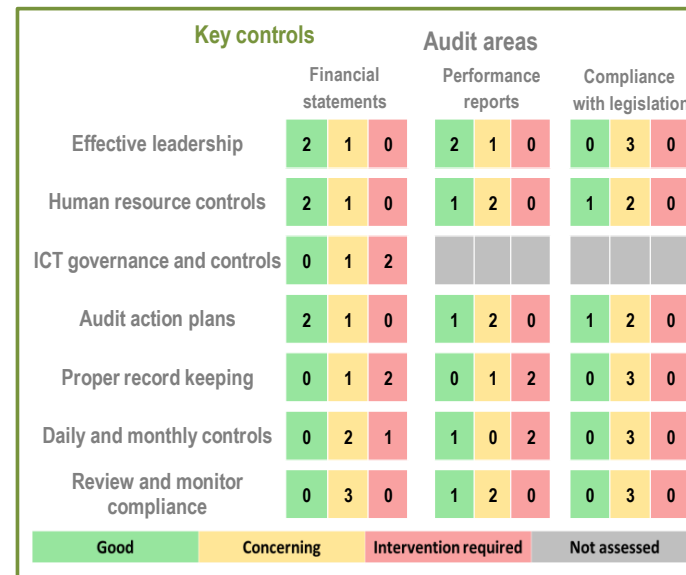 Key controls
Audit areas
Financial statements
Performance reports
Compliance with legislation
Effective leadership 2 1 0 2 1 0 0 3 0
Human resource controls 2 1 0 1 2 0 1 2 0
ICT governance and controls 0 1 2
Audit action plans 2 1 0 1 2 0 1 2 0
Proper record keeping 0 1 2 0 1 2 0 3 0
Daily and monthly controls 0 2 1 1 0 2 0 3 0
Review and monitor compliance 0 3 0 1 2 0 0 3 0
Good Concerning Intervention required Not assessed